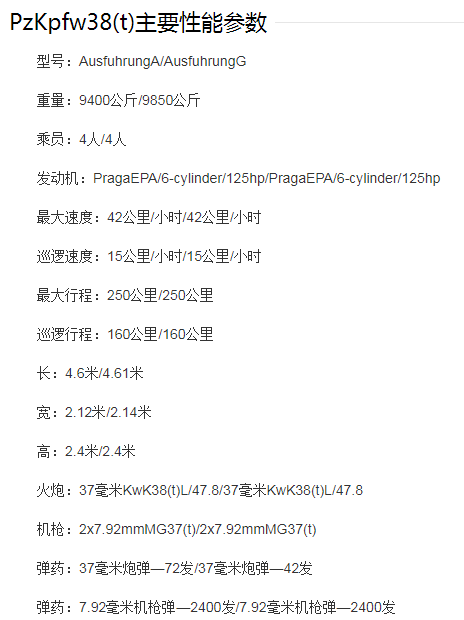 PzKpfw38(t)主要性能参数
型号：AusfuhrungA/AusfuhrungG
重量：9400公斤/9850公斤
乘员：4人/4人
发动机：PragaEPA/6-cylinder/125hp/PragaEPA/6-cylinder/125hp
最大速度：42公里/小时/42公里/小时
巡逻速度：15公里/小时/15公里/小时
最大行程：250公里/250公里
巡逻行程：160公里/160公里
长：4.6米/4.61米
宽：2.12米/2.14米
高：2.4米/2.4米
火炮：37毫米KwK38(t)L/47.8/37毫米KwK38(t)L/47.8
机枪：2x7.92mmMG37(t)/2x7.92mmMG37(t)
弹药：37毫米炮弹—72发/37毫米炮弹—42发
弹药：7.92毫米机枪弹—2400发/7.92毫米机枪弹—2400发